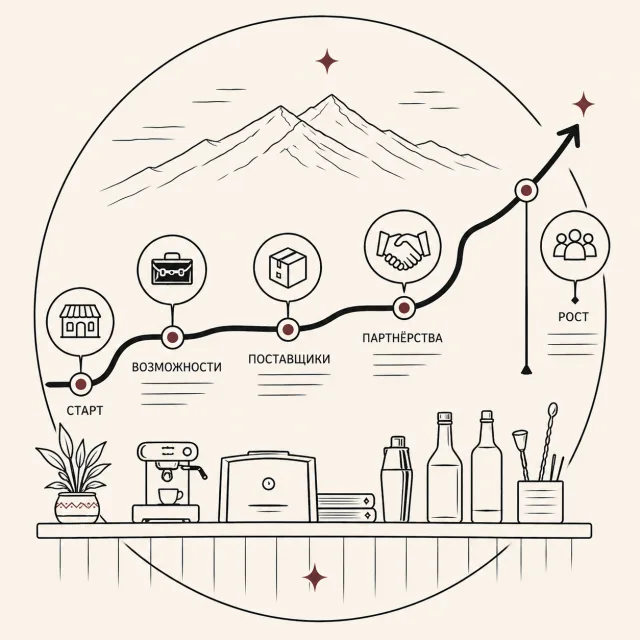 СТАРТ
ВОЗМОЖНОСТИ
ПОСТАВЩИКИ
ПАРТНЁРСТВА
РОСТ